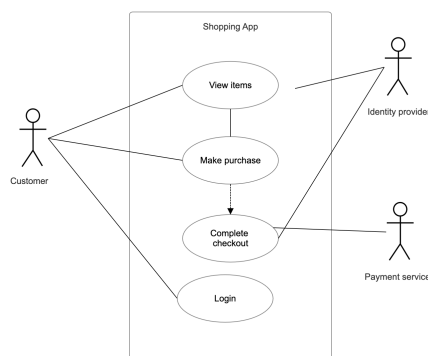 Shopping App
View items
Identity provider
Make purchase
Customer
Complete
checkout
Payment service
Login